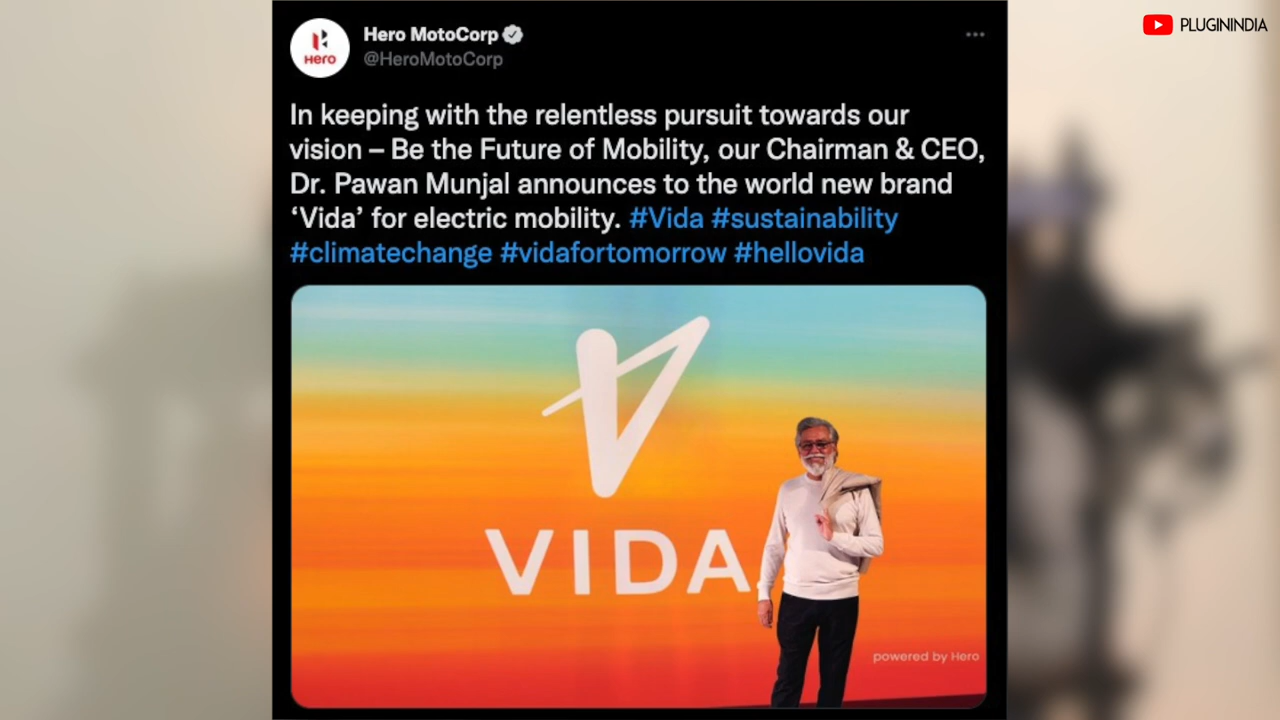 PLUGININDIA
HERO
Hero MotoCorp
@HeroMotoCorp
In keeping with the relentless pursuit towards our
vision – Be the Future of Mobility, our Chairman & CEO,
Dr. Pawan Munjal announces to the world new brand
‘Vida’ for electric mobility. #Vida #sustainability
#climatechange #vidafortomorrow #hellovida
VIDA
powered by Hero